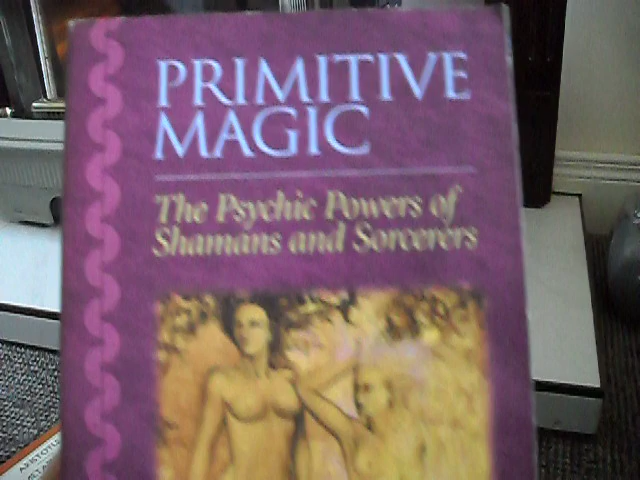 PRIMITIVE
MAGIC
The Psychic Powers of
Shamans and Sorcerers